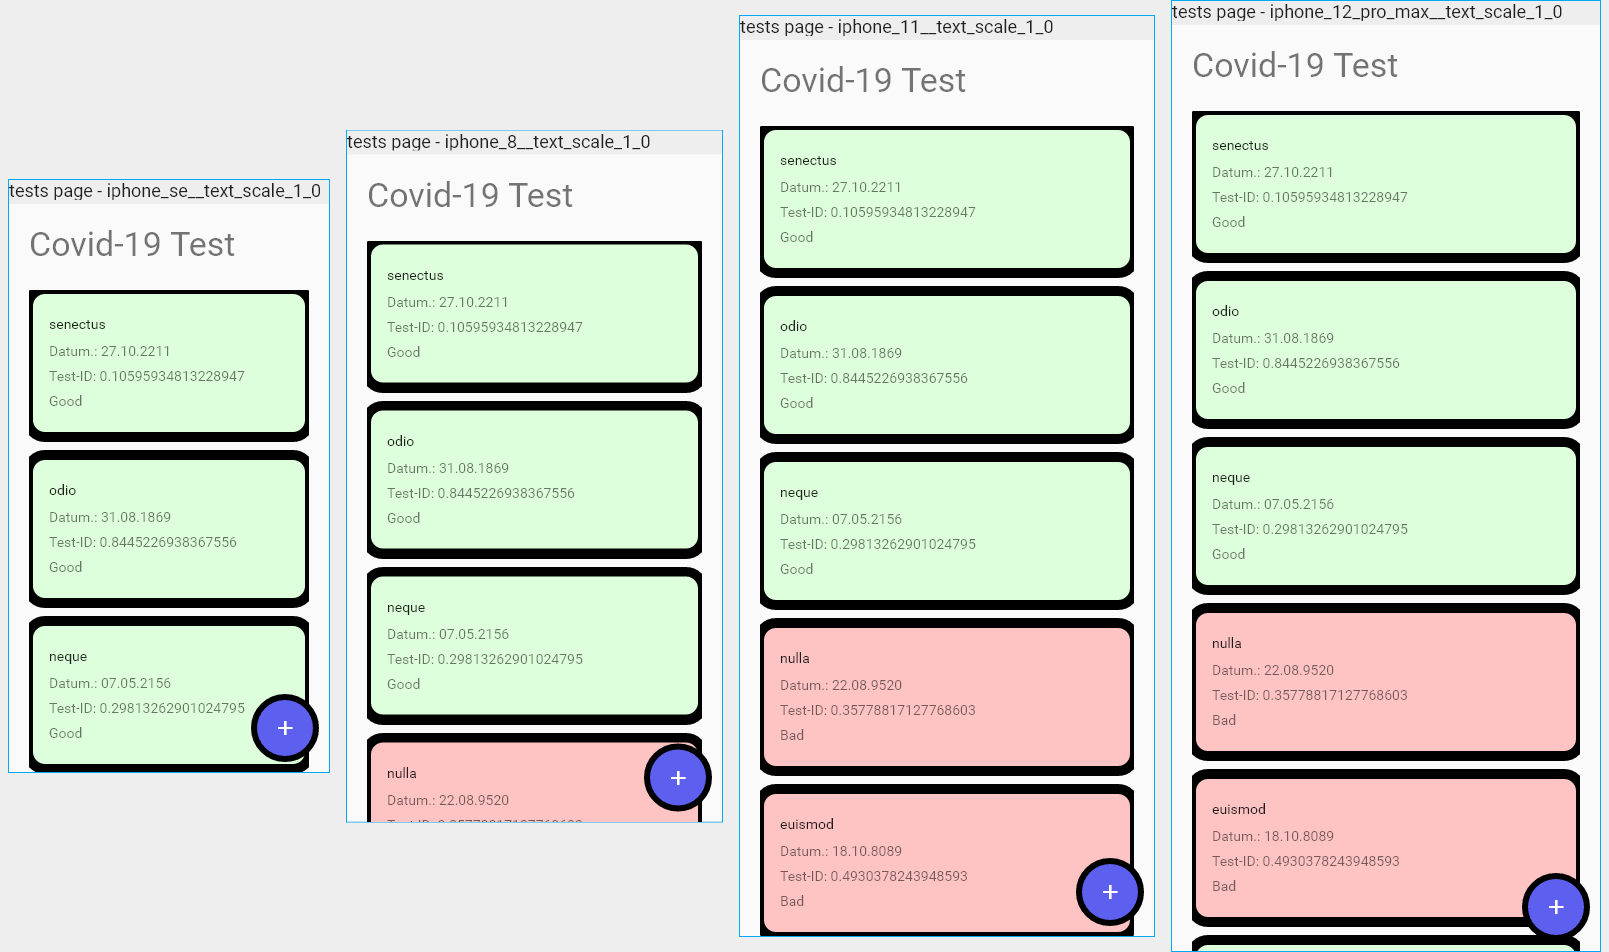 tests page - iphone_se__text_scale_1_0
Covid-19 Test
senectus
Datum.: 27.10.2211
Test-ID: 0.10595934813228947
Good
odio
Datum.: 31.08.1869
Test-ID: 0.8445226938367556
Good
neque
Datum.: 07.05.2156
Test-ID: 0.29813262901024795
Good
+
tests page - iphone_8__text_scale_1_0
Covid-19 Test
senectus
Datum.: 27.10.2211
Test-ID: 0.10595934813228947
Good
odio
Datum.: 31.08.1869
Test-ID: 0.8445226938367556
Good
neque
Datum.: 07.05.2156
Test-ID: 0.29813262901024795
Good
nulla
Datum.: 22.08.9520
+
tests page - iphone_11__text_scale_1_0
Covid-19 Test
senectus
Datum.: 27.10.2211
Test-ID: 0.10595934813228947
Good
odio
Datum.: 31.08.1869
Test-ID: 0.8445226938367556
Good
neque
Datum.: 07.05.2156
Test-ID: 0.29813262901024795
Good
nulla
Datum.: 22.08.9520
Test-ID: 0.35778817127768603
Bad
euismod
Datum.: 18.10.8089
Test-ID: 0.4930378243948593
Bad
+
tests page - iphone_12_pro_max__text_scale_1_0
Covid-19 Test
senectus
Datum.: 27.10.2211
Test-ID: 0.10595934813228947
Good
odio
Datum.: 31.08.1869
Test-ID: 0.8445226938367556
Good
neque
Datum.: 07.05.2156
Test-ID: 0.29813262901024795
Good
nulla
Datum.: 22.08.9520
Test-ID: 0.35778817127768603
Bad
euismod
Datum.: 18.10.8089
Test-ID: 0.4930378243948593
Bad
+